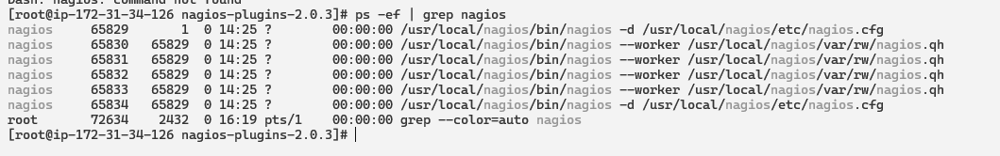 [root@ip-172-31-34-126 nagios-plugins-2.0.3]# ps -ef | grep nagios
nagios     65829       1  0 14:25 ?        00:00:00 /usr/local/nagios/bin/nagios -d /usr/local/nagios/etc/nagios.cfg
nagios     65830   65829  0 14:25 ?        00:00:00 /usr/local/nagios/bin/nagios --worker /usr/local/nagios/var/rw/nagios.qh
nagios     65831   65829  0 14:25 ?        00:00:00 /usr/local/nagios/bin/nagios --worker /usr/local/nagios/var/rw/nagios.qh
nagios     65832   65829  0 14:25 ?        00:00:00 /usr/local/nagios/bin/nagios --worker /usr/local/nagios/var/rw/nagios.qh
nagios     65833   65829  0 14:25 ?        00:00:00 /usr/local/nagios/bin/nagios --worker /usr/local/nagios/var/rw/nagios.qh
nagios     65834   65829  0 14:25 ?        00:00:00 /usr/local/nagios/bin/nagios -d /usr/local/nagios/etc/nagios.cfg
root       72634    2432  0 16:19 pts/1    00:00:00 grep --color=auto nagios
[root@ip-172-31-34-126 nagios-plugins-2.0.3]#